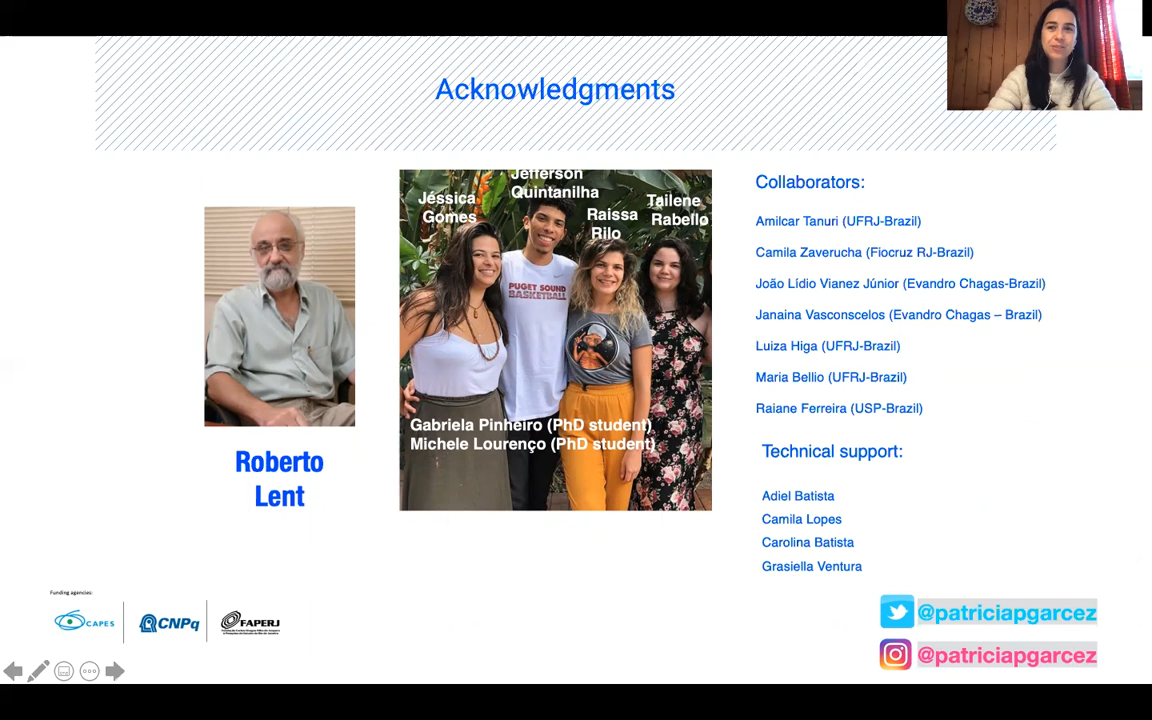 Acknowledgments
Roberto
Lent
Jéssica
Gomes
Jefferson
Quintanilha
Raissa
Rilo
Tailene
Rabello
Gabriela Pinheiro (PhD student)
Michele Lourenço (PhD student)
Collaborators:
Amilcar Tanuri (UFRJ-Brazil)
Camila Zaverucha (Fiocruz RJ-Brazil)
João Lídio Vianez Júnior (Evandro Chagas-Brazil)
Janaina Vasconscelos (Evandro Chagas – Brazil)
Luiza Higa (UFRJ-Brazil)
Maria Bellio (UFRJ-Brazil)
Raiane Ferreira (USP-Brazil)
Technical support:
Adiel Batista
Camila Lopes
Carolina Batista
Grasiella Ventura
PUGET SOUND
BASKETBALL
Funding agencies:
CAPES
CNPq
FAPERJ
@patriciapgarcez
@patriciapgarcez